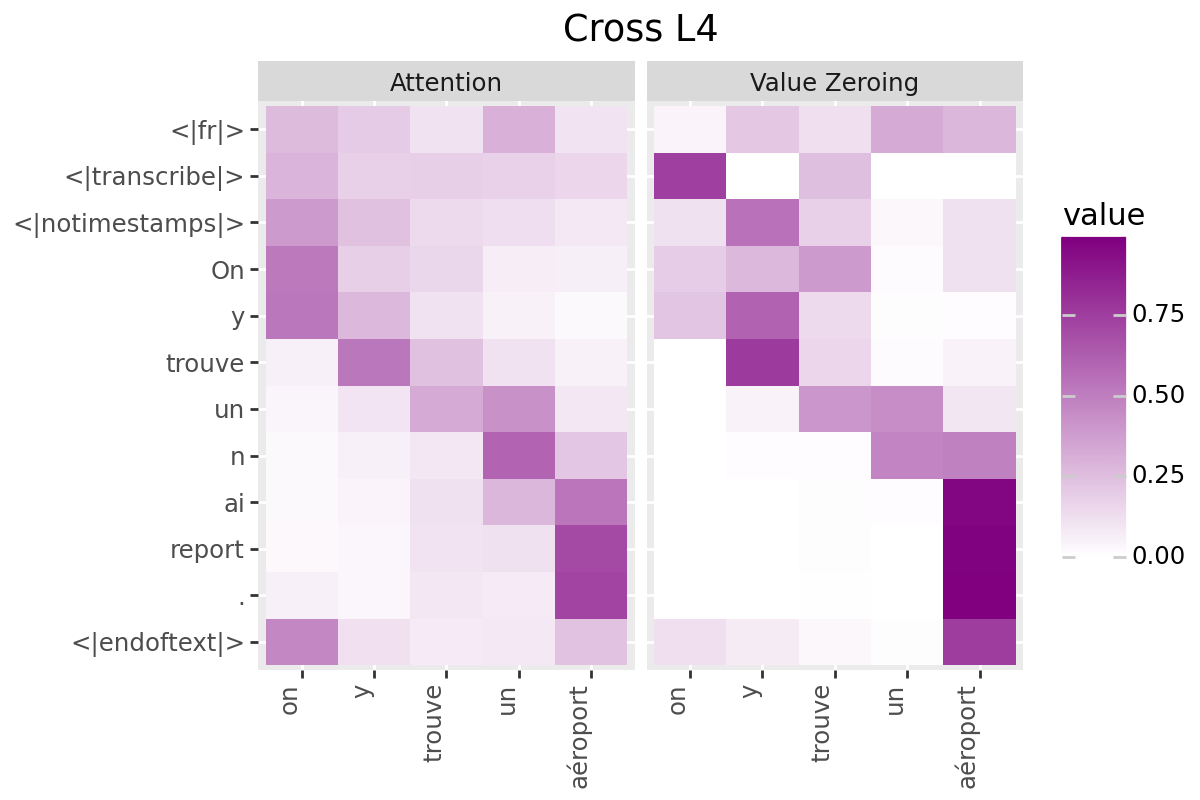 Cross L4
Attention
Value Zeroing
<|fr|>
<|transcribe|>
<|notimestamps|>
On
y
trouve
un
n
ai
report
.
<|endoftext|>
on
y
trouve
un
aéroport
on
y
trouve
un
aéroport
value
0.75
0.50
0.25
0.00